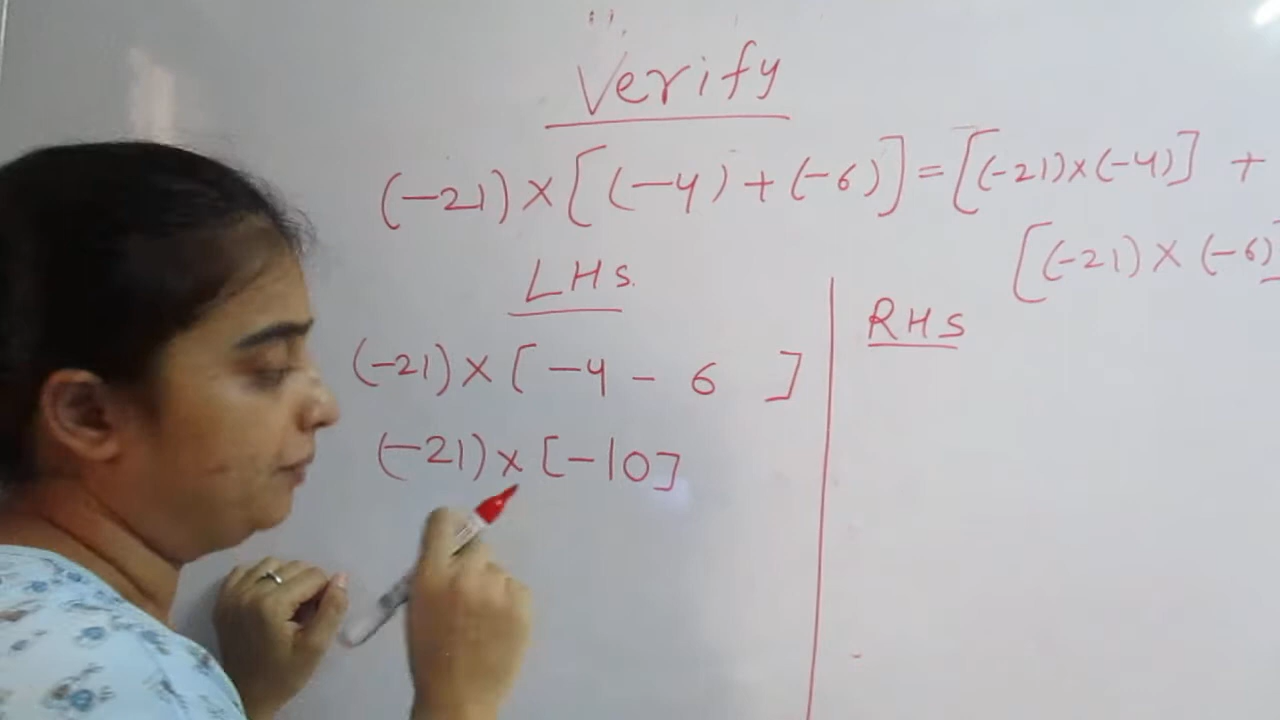 Verify
(-21) × [(-4) + (-6)] = [(-21)×(-4)] +
[(-21) × (-6)]
LHS.
RHS
(-21) × [-4 - 6 ]
(-21) × [-10]